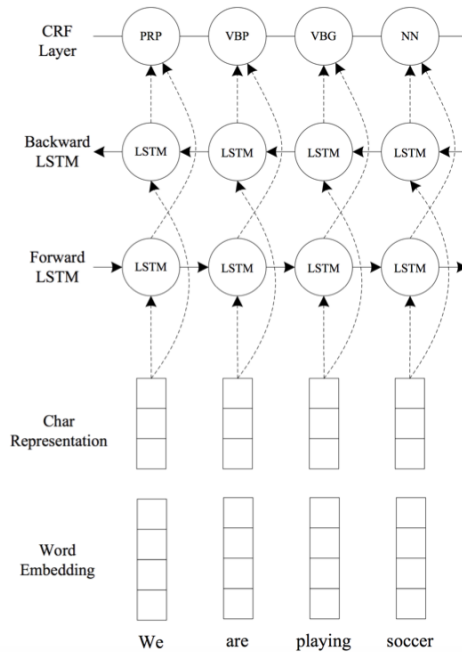 CRF
Layer
PRP
VBP
VBG
NN
Backward
LSTM
LSTM
LSTM
LSTM
LSTM
Forward
LSTM
LSTM
LSTM
LSTM
LSTM
Char
Representation
Word
Embedding
We
are
playing
soccer